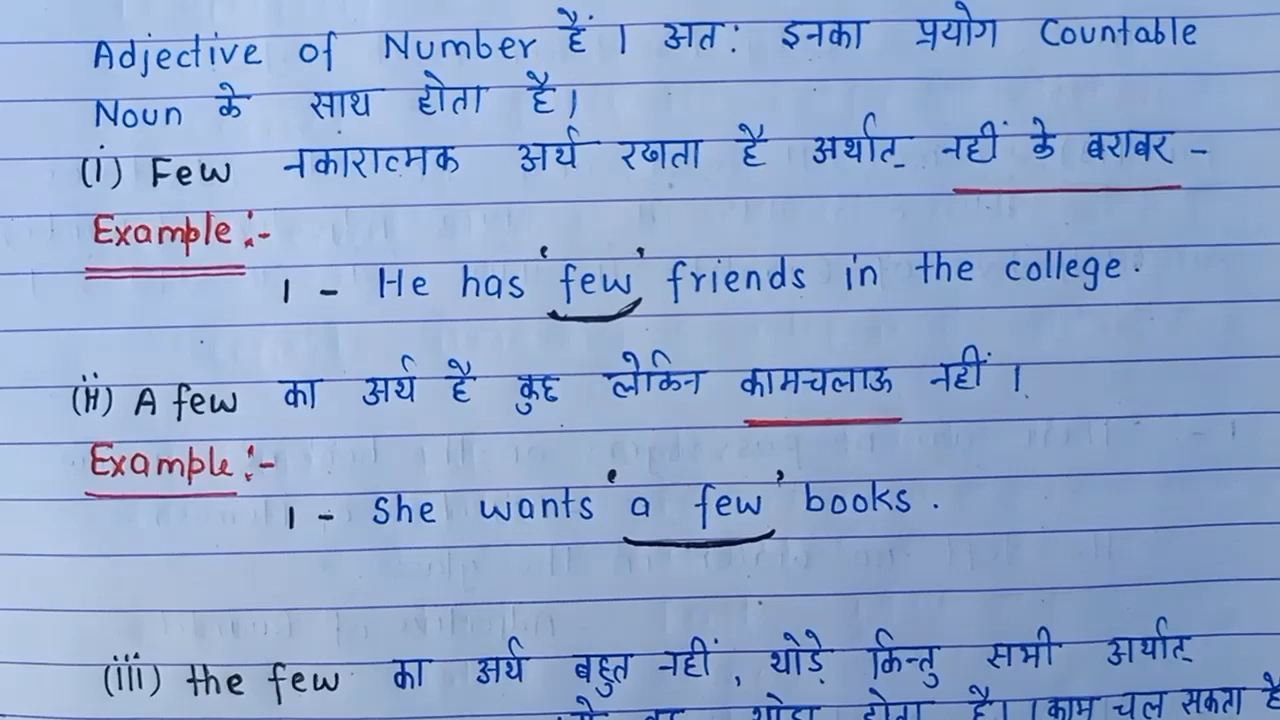 Adjective of Number हैं । अतः इनका प्रयोग Countable
Noun के साथ होता है।
(i) Few नकारात्मक अर्थ रखता है अर्थात् नहीं के बराबर -
Example :-
1 - He has 'few' friends in the college.
(ii) A few का अर्थ है कुछ लेकिन कामचलाऊ नहीं ।
Example :-
1 - She wants 'a few' books .
(iii) the few का अर्थ बहुत नहीं, थोड़े किन्तु सभी अर्थात्
थोड़ा होता है। काम चल सकता है